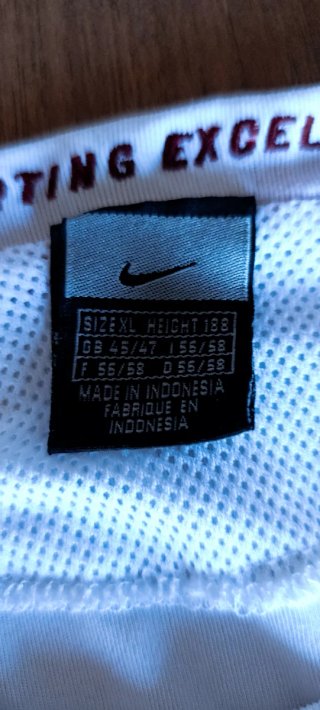 RTING EXCEL
SIZE XL HEIGHT 188
GB 45/47 I 56/58
F 56/58 D 56/58
MADE IN INDONESIA
FABRIQUE EN
INDONESIA